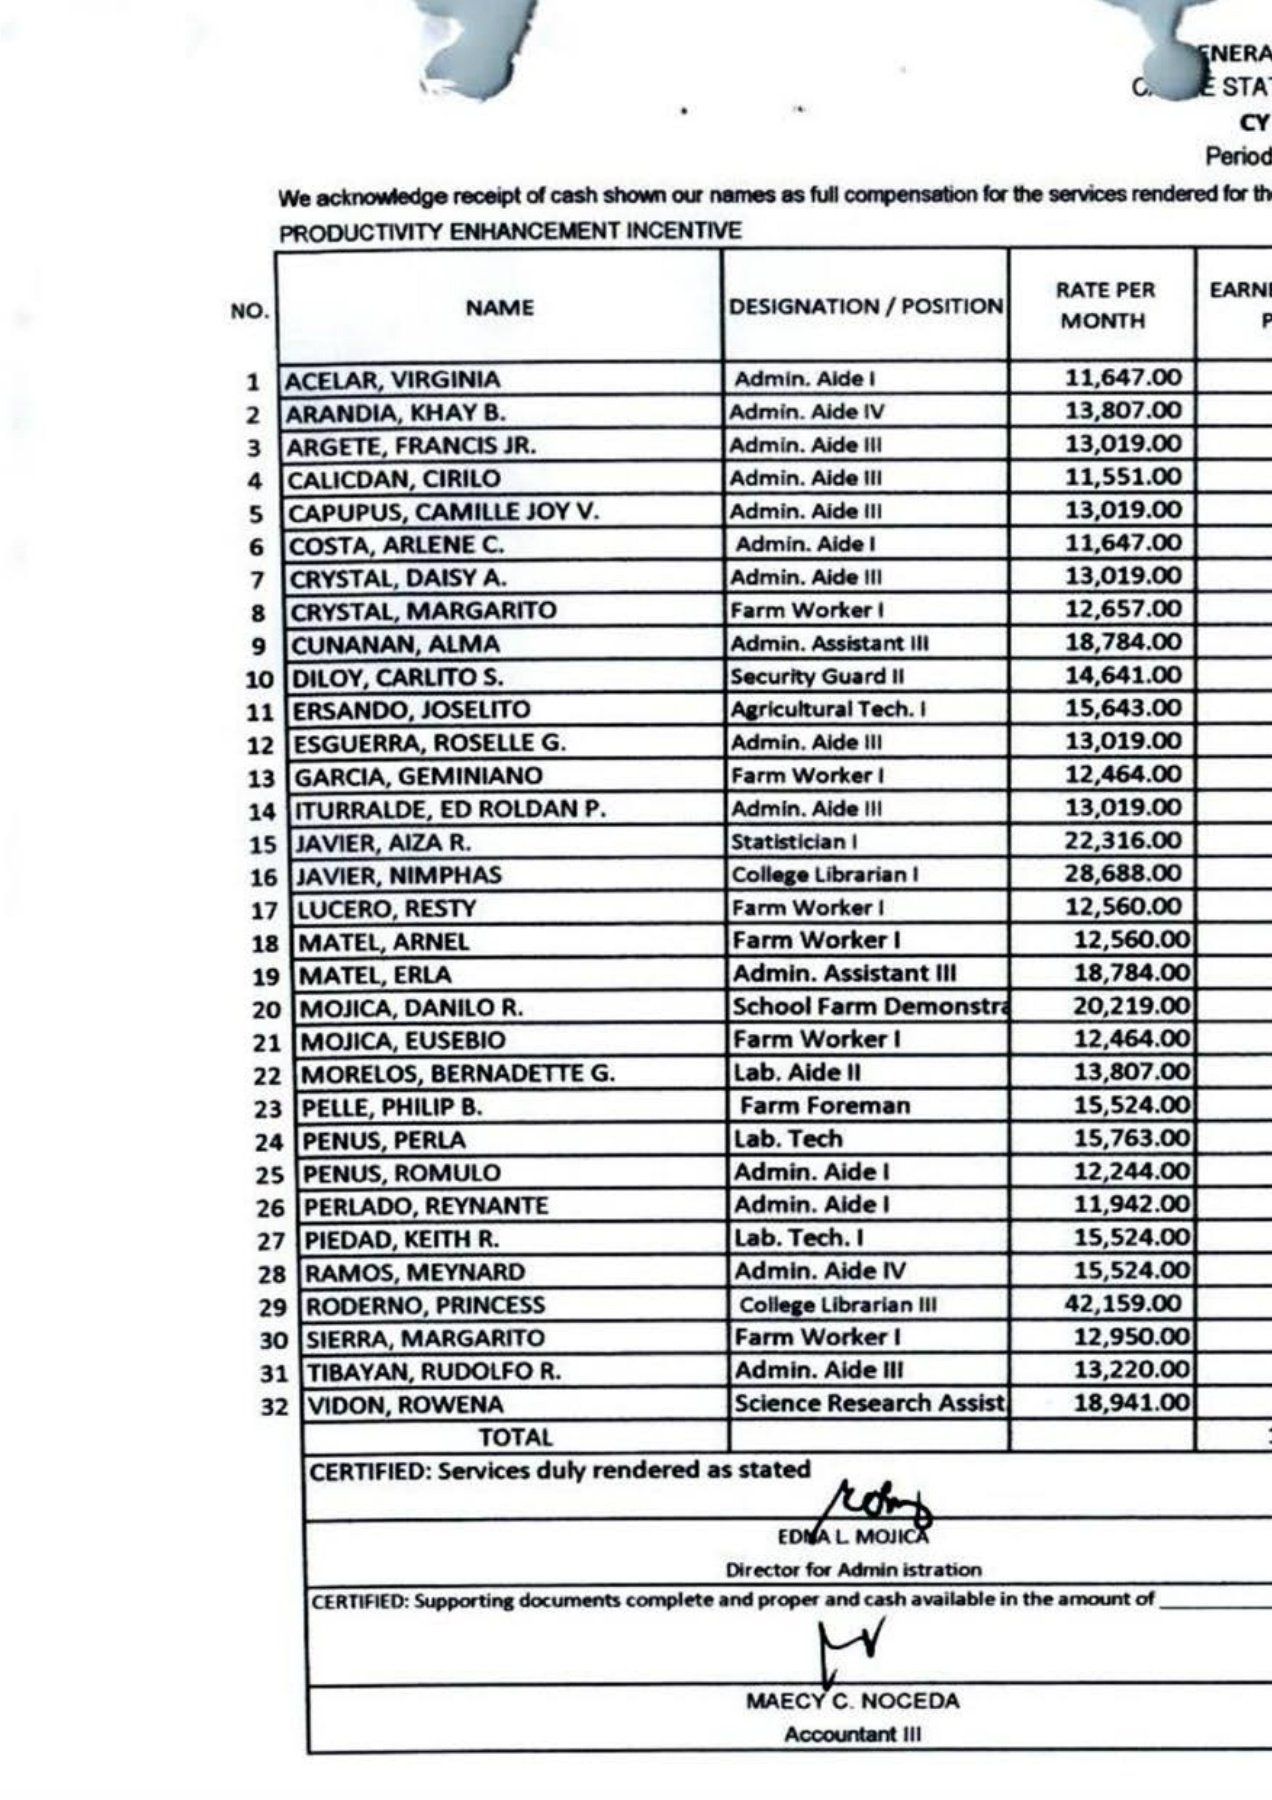 ENERA
E STA
CY
Period
We acknowledge receipt of cash shown our names as full compensation for the services rendered for the
PRODUCTIVITY ENHANCEMENT INCENTIVE
NO. NAME DESIGNATION / POSITION RATE PER MONTH EARN P
1 ACELAR, VIRGINIA Admin. Aide I 11,647.00
2 ARANDIA, KHAY B. Admin. Aide IV 13,807.00
3 ARGETE, FRANCIS JR. Admin. Aide III 13,019.00
4 CALICDAN, CIRILO Admin. Aide III 11,551.00
5 CAPUPUS, CAMILLE JOY V. Admin. Aide III 13,019.00
6 COSTA, ARLENE C. Admin. Aide I 11,647.00
7 CRYSTAL, DAISY A. Admin. Aide III 13,019.00
8 CRYSTAL, MARGARITO Farm Worker I 12,657.00
9 CUNANAN, ALMA Admin. Assistant III 18,784.00
10 DILOY, CARLITO S. Security Guard II 14,641.00
11 ERSANDO, JOSELITO Agricultural Tech. I 15,643.00
12 ESGUERRA, ROSELLE G. Admin. Aide III 13,019.00
13 GARCIA, GEMINIANO Farm Worker I 12,464.00
14 ITURRALDE, ED ROLDAN P. Admin. Aide III 13,019.00
15 JAVIER, AIZA R. Statistician I 22,316.00
16 JAVIER, NIMPHAS College Librarian I 28,688.00
17 LUCERO, RESTY Farm Worker I 12,560.00
18 MATEL, ARNEL Farm Worker I 12,560.00
19 MATEL, ERLA Admin. Assistant III 18,784.00
20 MOJICA, DANILO R. School Farm Demonstra 20,219.00
21 MOJICA, EUSEBIO Farm Worker I 12,464.00
22 MORELOS, BERNADETTE G. Lab. Aide II 13,807.00
23 PELLE, PHILIP B. Farm Foreman 15,524.00
24 PENUS, PERLA Lab. Tech 15,763.00
25 PENUS, ROMULO Admin. Aide I 12,244.00
26 PERLADO, REYNANTE Admin. Aide I 11,942.00
27 PIEDAD, KEITH R. Lab. Tech. I 15,524.00
28 RAMOS, MEYNARD Admin. Aide IV 15,524.00
29 RODERNO, PRINCESS College Librarian III 42,159.00
30 SIERRA, MARGARITO Farm Worker I 12,950.00
31 TIBAYAN, RUDOLFO R. Admin. Aide III 13,220.00
32 VIDON, ROWENA Science Research Assist 18,941.00
TOTAL
CERTIFIED: Services duly rendered as stated
EDNA L. MOJICA
Director for Admin istration
CERTIFIED: Supporting documents complete and proper and cash available in the amount of
MAECY C. NOCEDA
Accountant III